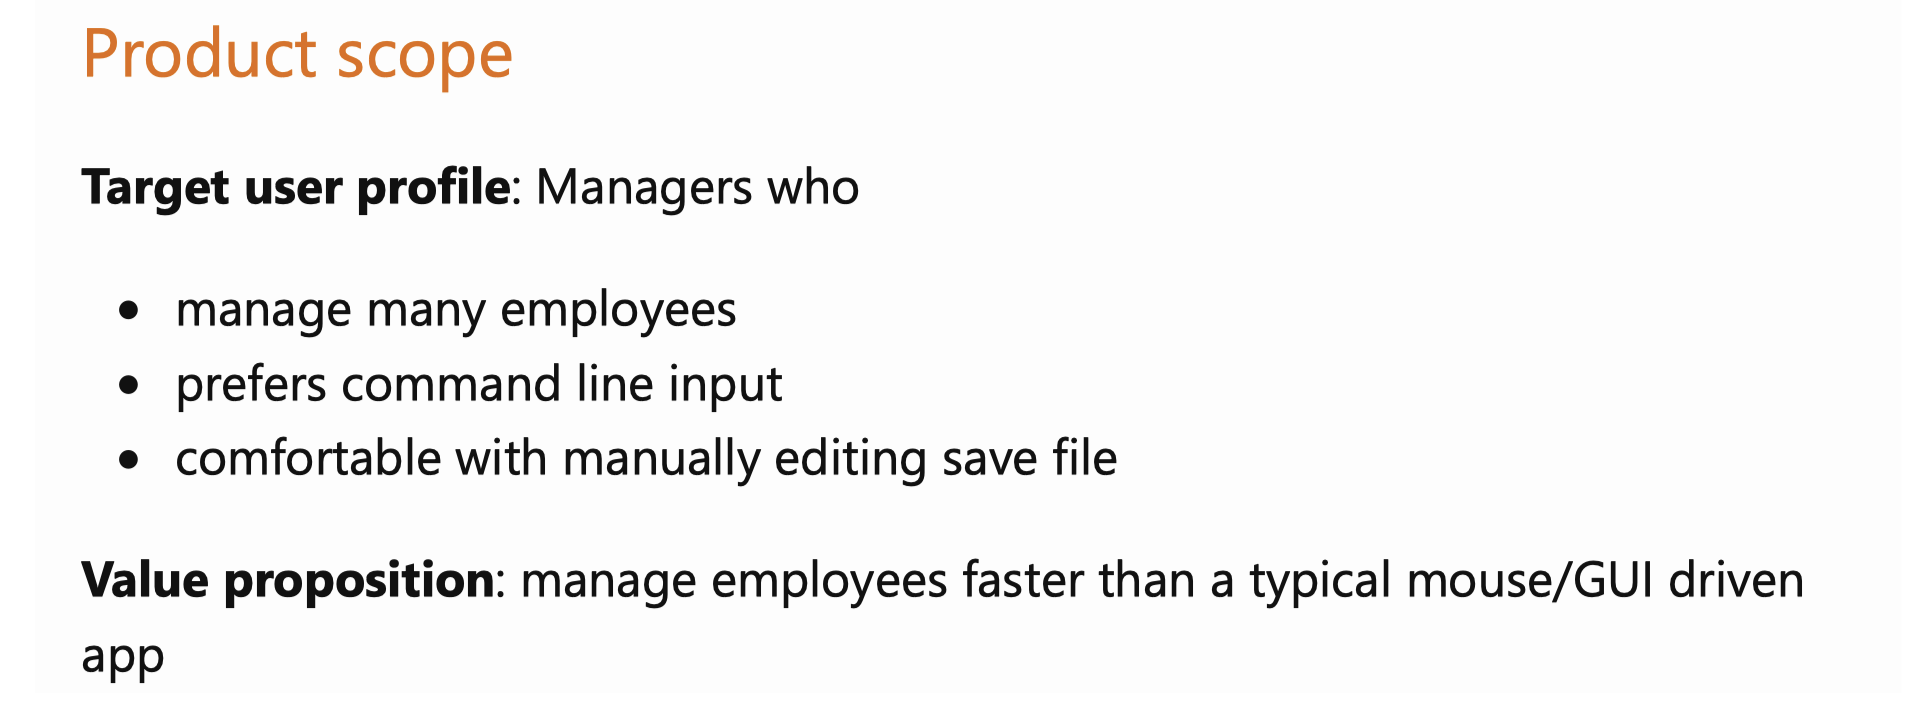 Product scope
Target user profile: Managers who
• manage many employees
• prefers command line input
• comfortable with manually editing save file
Value proposition: manage employees faster than a typical mouse/GUI driven
app